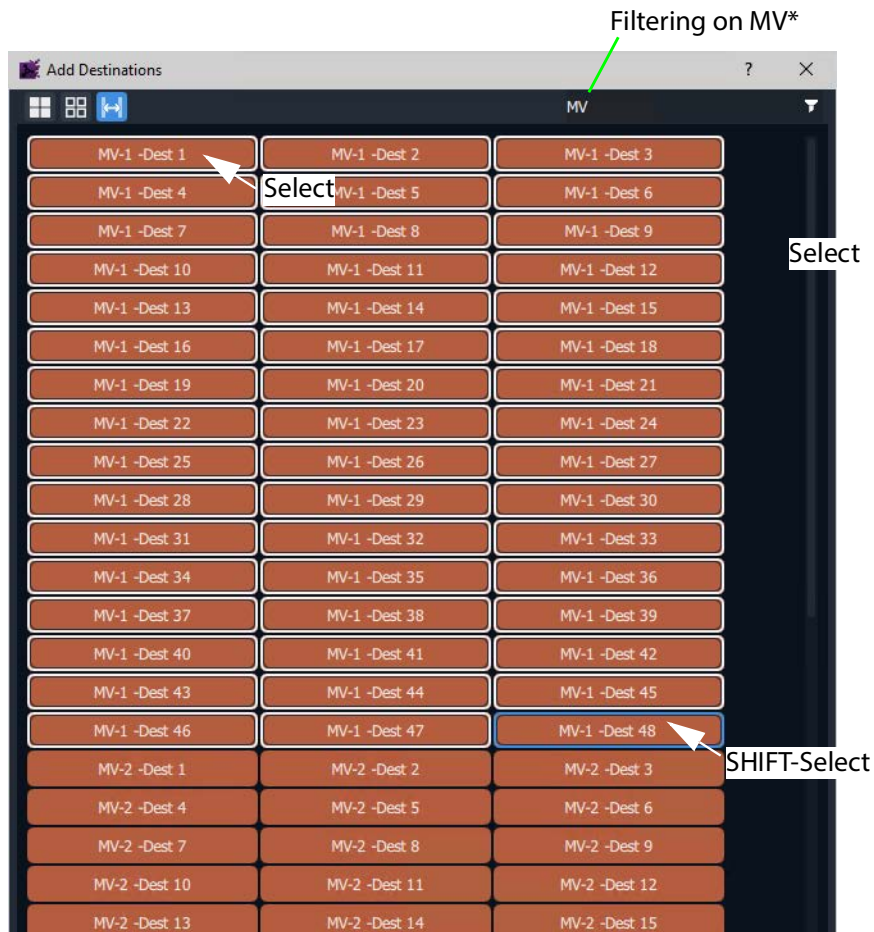 Filtering on MV*
Add Destinations ? ×
MV
MV-1 -Dest 1 MV-1 -Dest 2 MV-1 -Dest 3
Select
MV-1 -Dest 4 MV-1 -Dest 5 MV-1 -Dest 6
MV-1 -Dest 7 MV-1 -Dest 8 MV-1 -Dest 9
Select
MV-1 -Dest 10 MV-1 -Dest 11 MV-1 -Dest 12
MV-1 -Dest 13 MV-1 -Dest 14 MV-1 -Dest 15
MV-1 -Dest 16 MV-1 -Dest 17 MV-1 -Dest 18
MV-1 -Dest 19 MV-1 -Dest 20 MV-1 -Dest 21
MV-1 -Dest 22 MV-1 -Dest 23 MV-1 -Dest 24
MV-1 -Dest 25 MV-1 -Dest 26 MV-1 -Dest 27
MV-1 -Dest 28 MV-1 -Dest 29 MV-1 -Dest 30
MV-1 -Dest 31 MV-1 -Dest 32 MV-1 -Dest 33
MV-1 -Dest 34 MV-1 -Dest 35 MV-1 -Dest 36
MV-1 -Dest 37 MV-1 -Dest 38 MV-1 -Dest 39
MV-1 -Dest 40 MV-1 -Dest 41 MV-1 -Dest 42
MV-1 -Dest 43 MV-1 -Dest 44 MV-1 -Dest 45
MV-1 -Dest 46 MV-1 -Dest 47 MV-1 -Dest 48
SHIFT-Select
MV-2 -Dest 1 MV-2 -Dest 2 MV-2 -Dest 3
MV-2 -Dest 4 MV-2 -Dest 5 MV-2 -Dest 6
MV-2 -Dest 7 MV-2 -Dest 8 MV-2 -Dest 9
MV-2 -Dest 10 MV-2 -Dest 11 MV-2 -Dest 12
MV-2 -Dest 13 MV-2 -Dest 14 MV-2 -Dest 15